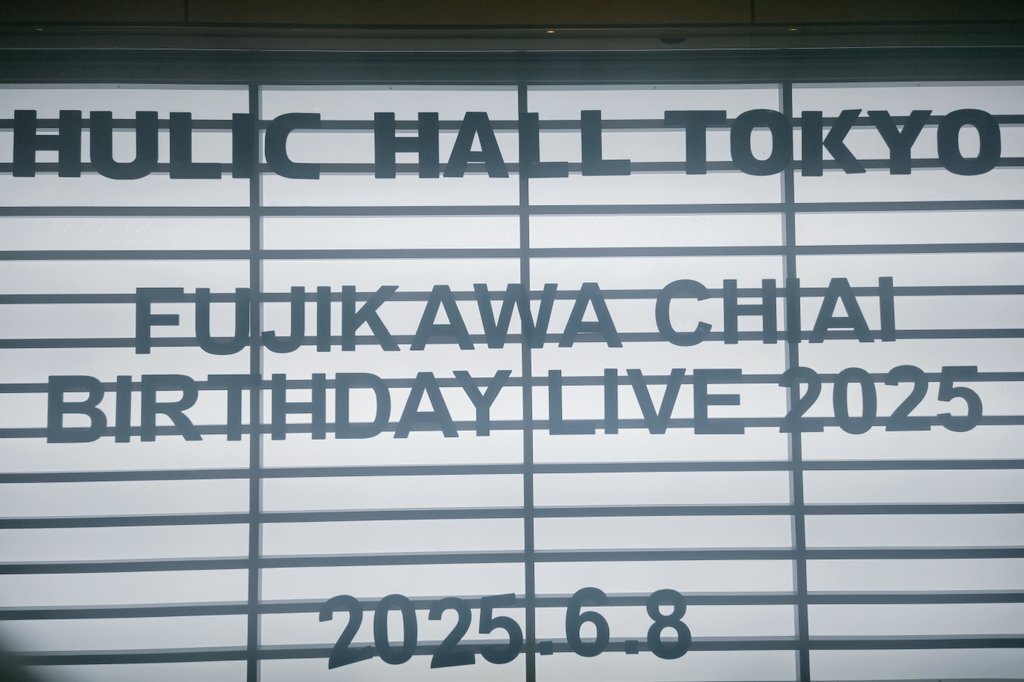 HULIC HALL TOKYO
FUJIKAWA CHIAI
BIRTHDAY LIVE 2025
2025.6.8